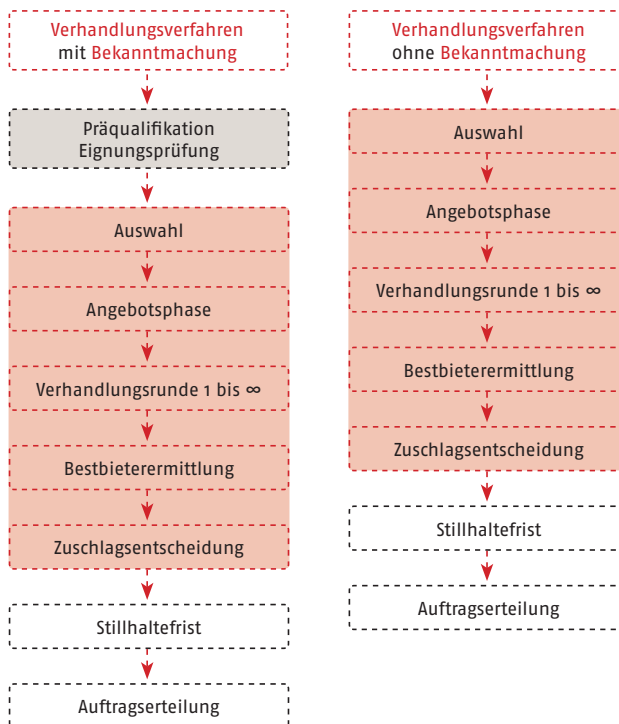 Verhandlungsverfahren
mit Bekanntmachung
Präqualifikation
Eignungsprüfung
Auswahl
Angebotsphase
Verhandlungsrunde 1 bis ∞
Bestbieterermittlung
Zuschlagsentscheidung
Stillhaltefrist
Auftragserteilung
Verhandlungsverfahren
ohne Bekanntmachung
Auswahl
Angebotsphase
Verhandlungsrunde 1 bis ∞
Bestbieterermittlung
Zuschlagsentscheidung
Stillhaltefrist
Auftragserteilung